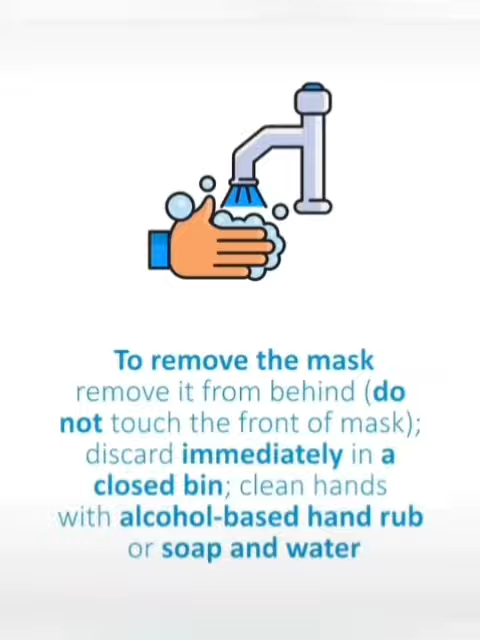 To remove the mask
remove it from behind (do
not touch the front of mask);
discard immediately in a
closed bin; clean hands
with alcohol-based hand rub
or soap and water